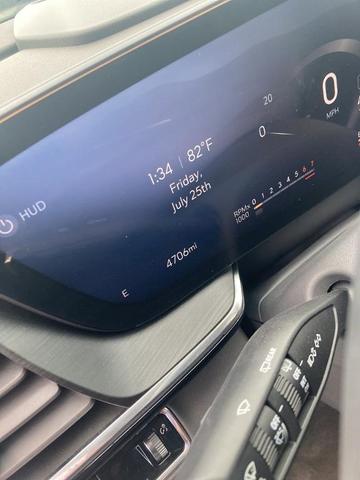 HUD
1:34 | 82°F
Friday,
July 25th
4706mi
E
20
0
0
MPH
0 1 2 3 4 5 6 7
RPMx
1000
REAR